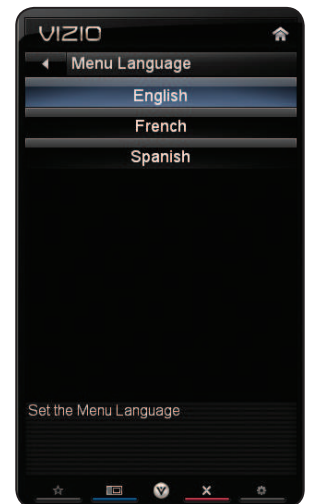 VIZIO
Menu Language
English
French
Spanish
Set the Menu Language